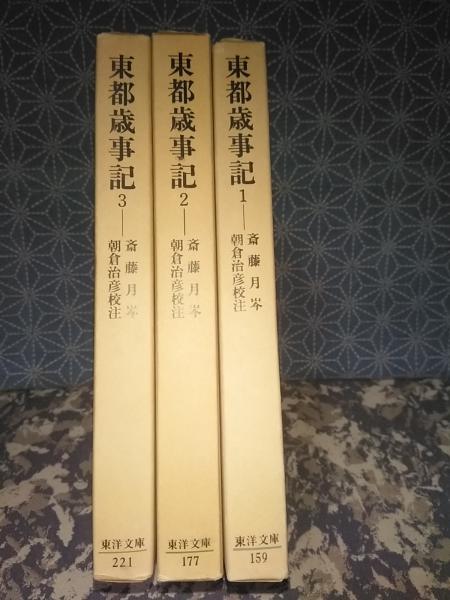 東都歳事記 1
斎藤月岑
朝倉治彦校注
東洋文庫
159
東都歳事記 2
斎藤月岑
朝倉治彦校注
東洋文庫
177
東都歳事記 3
斎藤月岑
朝倉治彦校注
東洋文庫
221